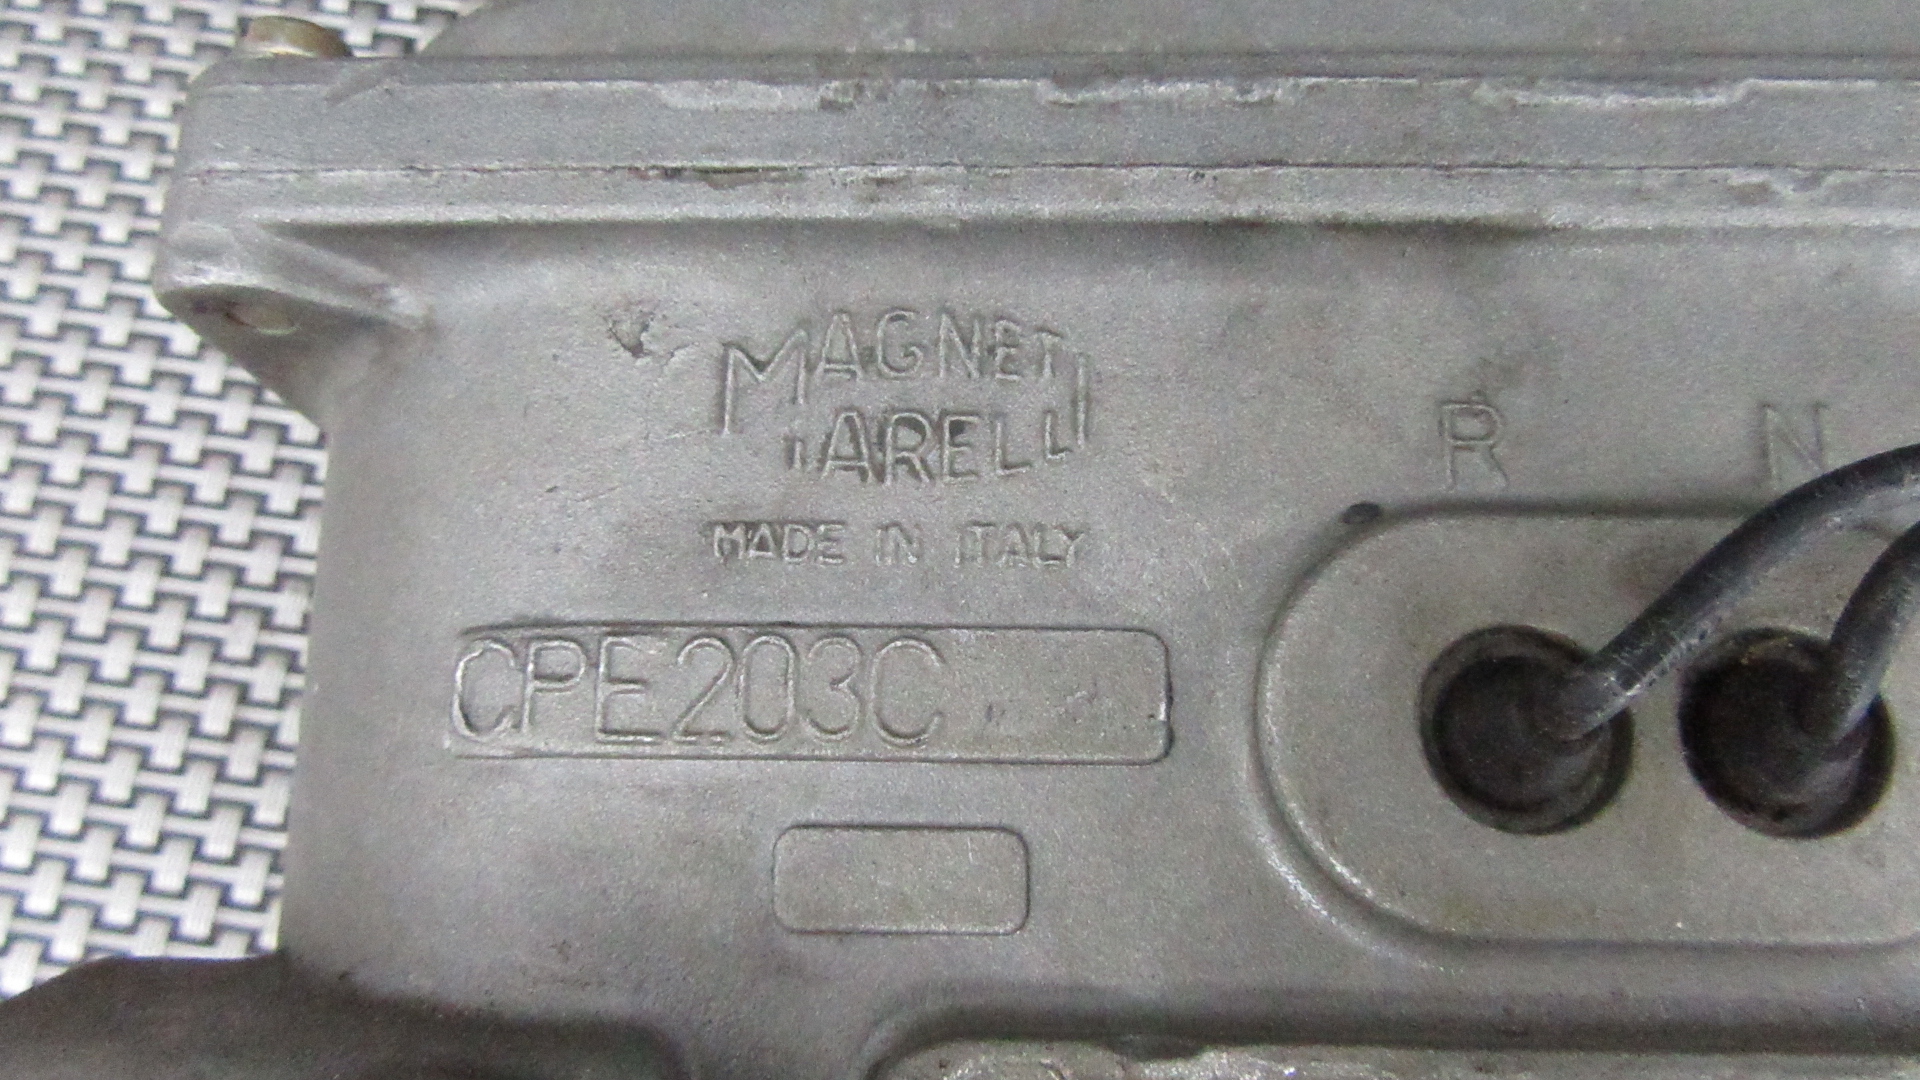 MAGNETI
MARELLI
MADE IN ITALY
R N
CPE203C